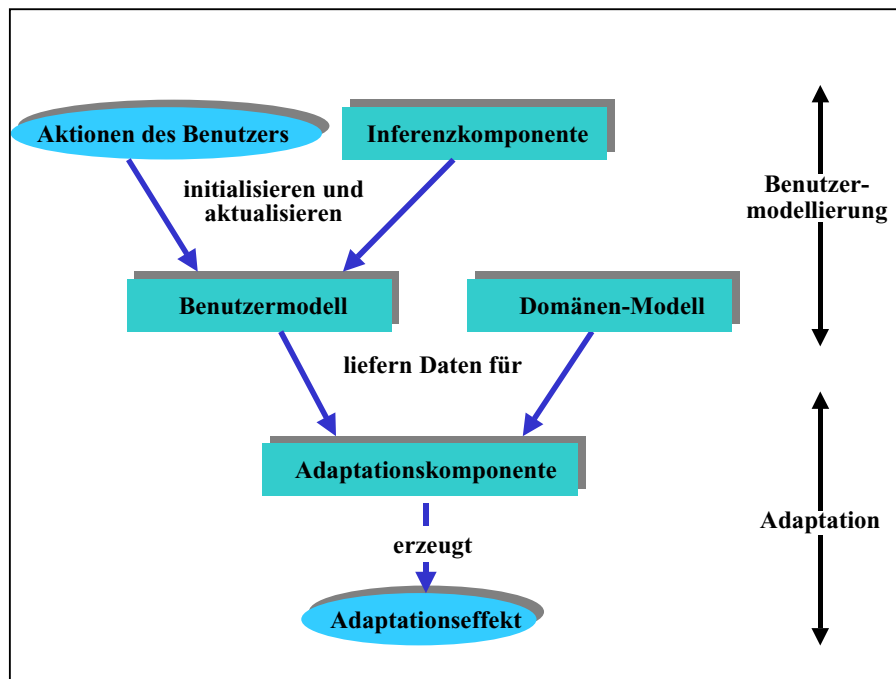 Aktionen des Benutzers
Inferenzkomponente
initialisieren und
aktualisieren
Benutzer-
modellierung
Benutzermodell
Domänen-Modell
liefern Daten für
Adaptationskomponente
Adaptation
erzeugt
Adaptationseffekt